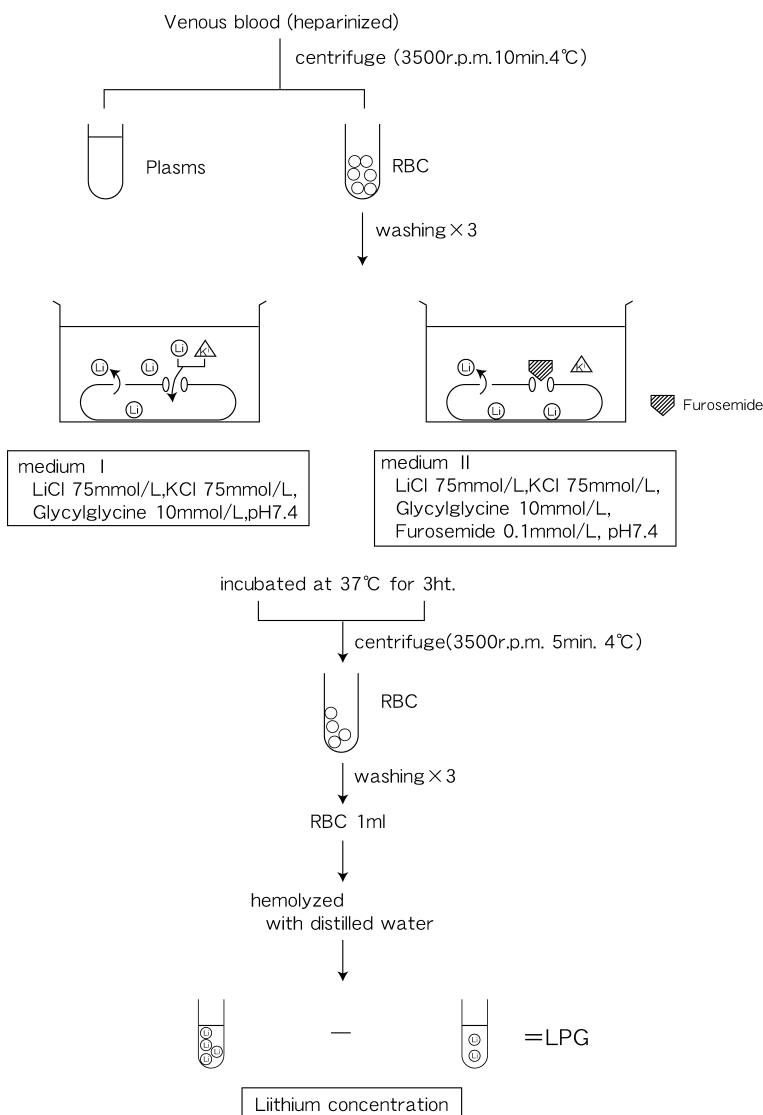 Venous blood (heparinized)
centrifuge (3500r.p.m.10min.4℃)
Plasms
RBC
washing×3
Li
Li
Li
K⁺
Li
Li
K⁺
Li
Li
Furosemide
medium Ⅰ
LiCl 75mmol/L,KCl 75mmol/L,
Glycylglycine 10mmol/L,pH7.4
medium Ⅱ
LiCl 75mmol/L,KCl 75mmol/L,
Glycylglycine 10mmol/L,
Furosemide 0.1mmol/L, pH7.4
incubated at 37℃ for 3ht.
centrifuge(3500r.p.m. 5min. 4℃)
RBC
washing×3
RBC 1ml
hemolyzed
with distilled water
Li
Li
Li
Li
—
Li
Li
=LPG
Liithium concentration